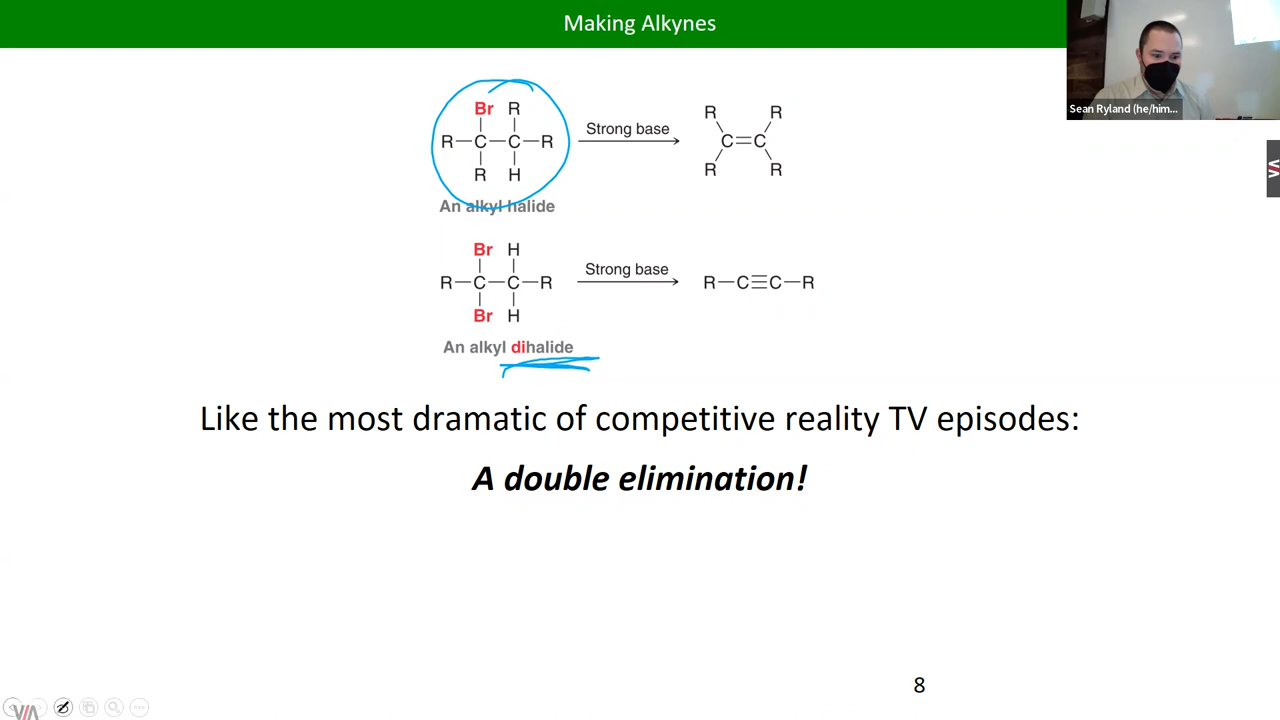 Making Alkynes
Sean Ryland (he/him...
Br R
R—C—C—R
R H
Strong base
R R
C=C
R R
An alkyl halide
Br H
R—C—C—R
Br H
Strong base
R—C≡C—R
An alkyl dihalide
Like the most dramatic of competitive reality TV episodes:
A double elimination!
8
VIA